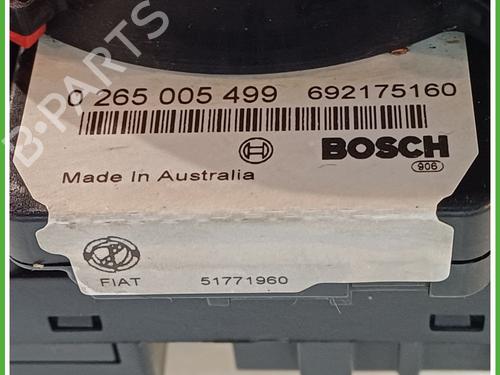 B-PARTS
0 265 005 499 692175160
BOSCH
906
Made In Australia
FIAT 51771960